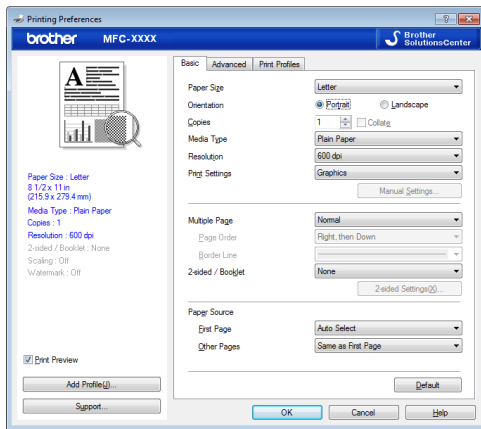 Printing Preferences
brother MFC-XXXX
Brother
SolutionsCenter
Basic Advanced Print Profiles
Paper Size Letter
Orientation Portrait Landscape
Copies 1 Collate
Media Type Plain Paper
Resolution 600 dpi
Print Settings Graphics
Manual Settings...
Multiple Page Normal
Page Order Right, then Down
Border Line
2-sided / Booklet None
2-sided Settings(X)...
Paper Source
First Page Auto Select
Other Pages Same as First Page
Default
A
Paper Size : Letter
8 1/2 x 11 in
(215.9 x 279.4 mm)
Media Type : Plain Paper
Copies : 1
Resolution : 600 dpi
2-sided / Booklet : None
Scaling : Off
Watermark : Off
Print Preview
Add Profile(J)...
Support...
OK Cancel Help